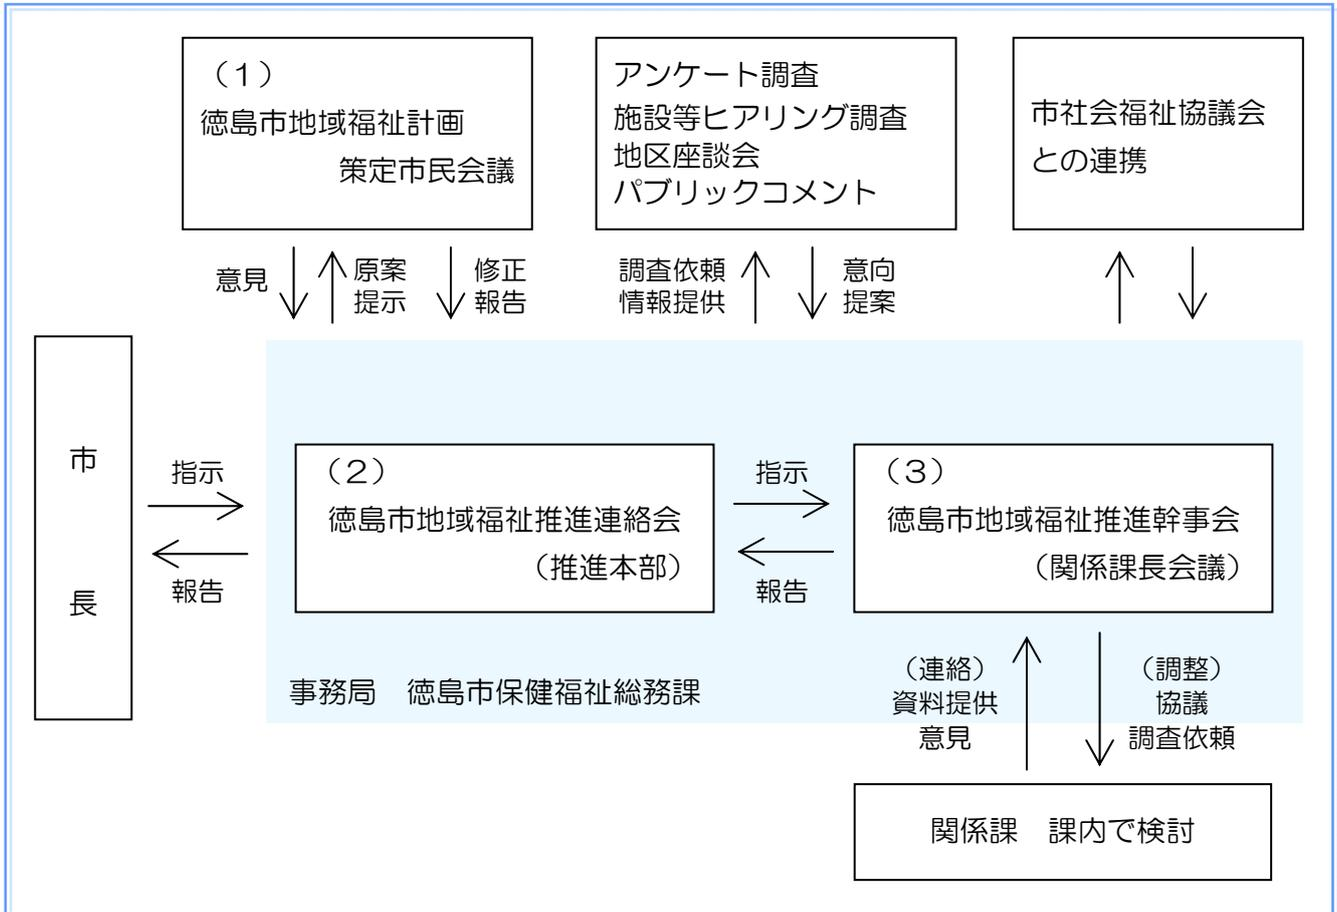 （１）
徳島市地域福祉計画
策定市民会議
アンケート調査
施設等ヒアリング調査
地区座談会
パブリックコメント
市社会福祉協議会
との連携
意見
原案
提示
修正
報告
調査依頼
情報提供
意向
提案
市
長
指示
報告
（２）
徳島市地域福祉推進連絡会
（推進本部）
指示
報告
（３）
徳島市地域福祉推進幹事会
（関係課長会議）
事務局　徳島市保健福祉総務課
（連絡）
資料提供
意見
（調整）
協議
調査依頼
関係課　課内で検討